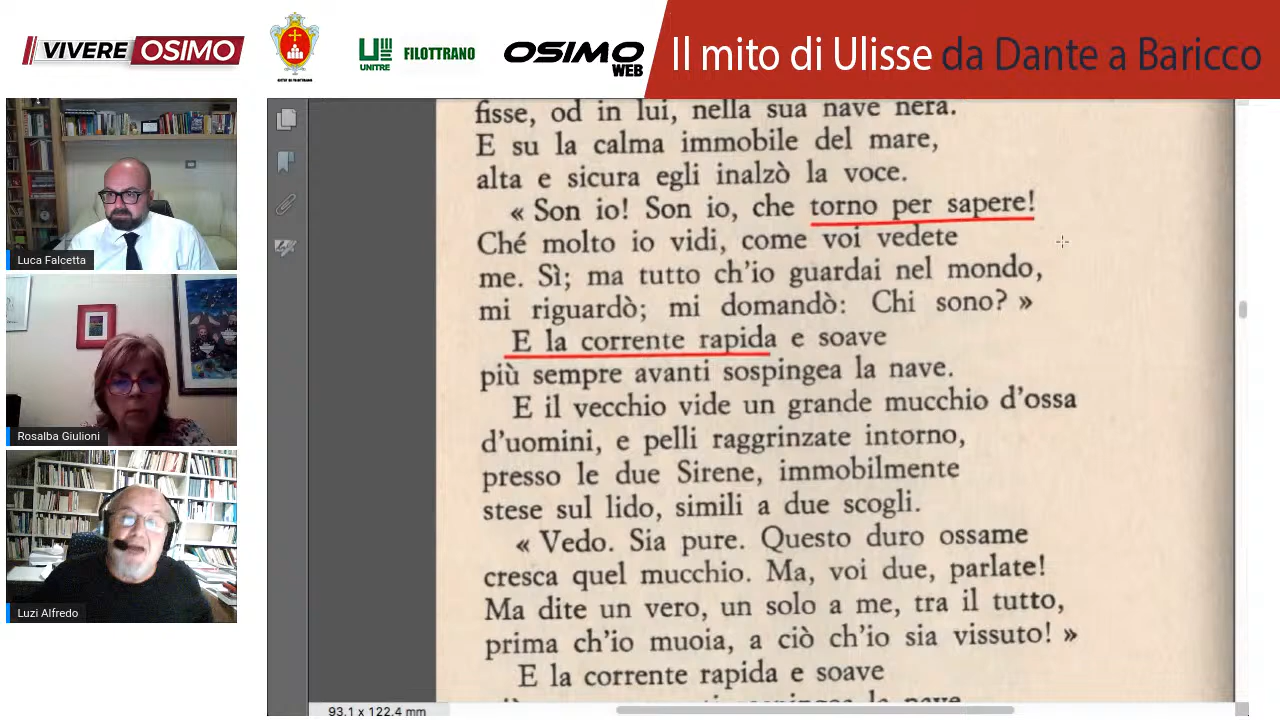 VIVERE OSIMO
CITTÀ DI FILOTTRANO
UNITRE
FILOTTRANO
OSIMO
WEB
Il mito di Ulisse da Dante a Baricco
Luca Falcetta
Rosalba Giulioni
Luzi Alfredo
fisse, od in lui, nella sua nave nera.
E su la calma immobile del mare,
alta e sicura egli inalzò la voce.
« Son io! Son io, che torno per sapere!
Ché molto io vidi, come voi vedete
me. Sì; ma tutto ch'io guardai nel mondo,
mi riguardò; mi domandò: Chi sono? »
E la corrente rapida e soave
più sempre avanti sospingea la nave.
E il vecchio vide un grande mucchio d'ossa
d'uomini, e pelli raggrinzate intorno,
presso le due Sirene, immobilmente
stese sul lido, simili a due scogli.
« Vedo. Sia pure. Questo duro ossame
cresca quel mucchio. Ma, voi due, parlate!
Ma dite un vero, un solo a me, tra il tutto,
prima ch'io muoia, a ciò ch'io sia vissuto! »
E la corrente rapida e soave
sospingea la nave.
93,1 x 122,4 mm